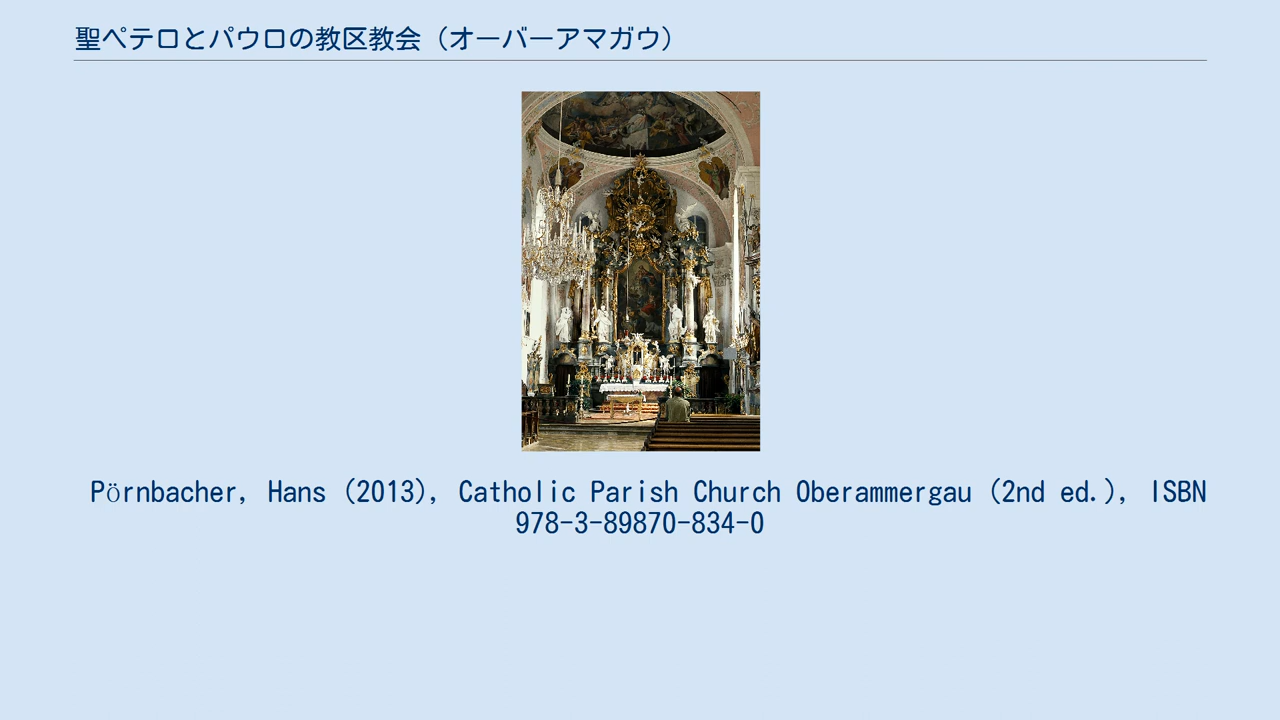 聖ペテロとパウロの教区教会（オーバーアマガウ）
Pörnbacher, Hans (2013), Catholic Parish Church Oberammergau (2nd ed.), ISBN
978-3-89870-834-0